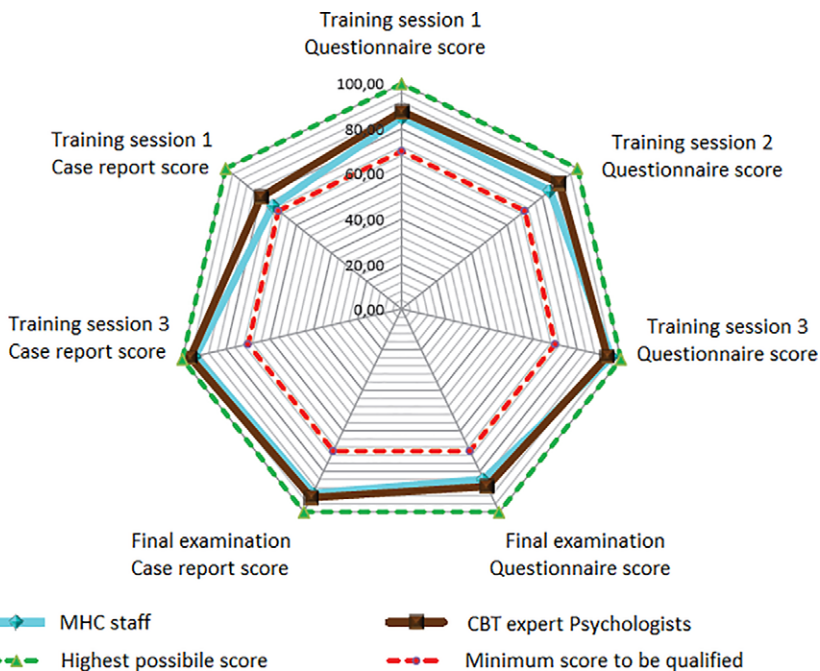 Training session 1
Questionnaire score
100,00
80,00
60,00
40,00
20,00
0,00
Training session 2
Questionnaire score
Training session 3
Questionnaire score
Final examination
Questionnaire score
Final examination
Case report score
Training session 3
Case report score
Training session 1
Case report score
MHC staff
CBT expert Psychologists
Highest possibile score
Minimum score to be qualified